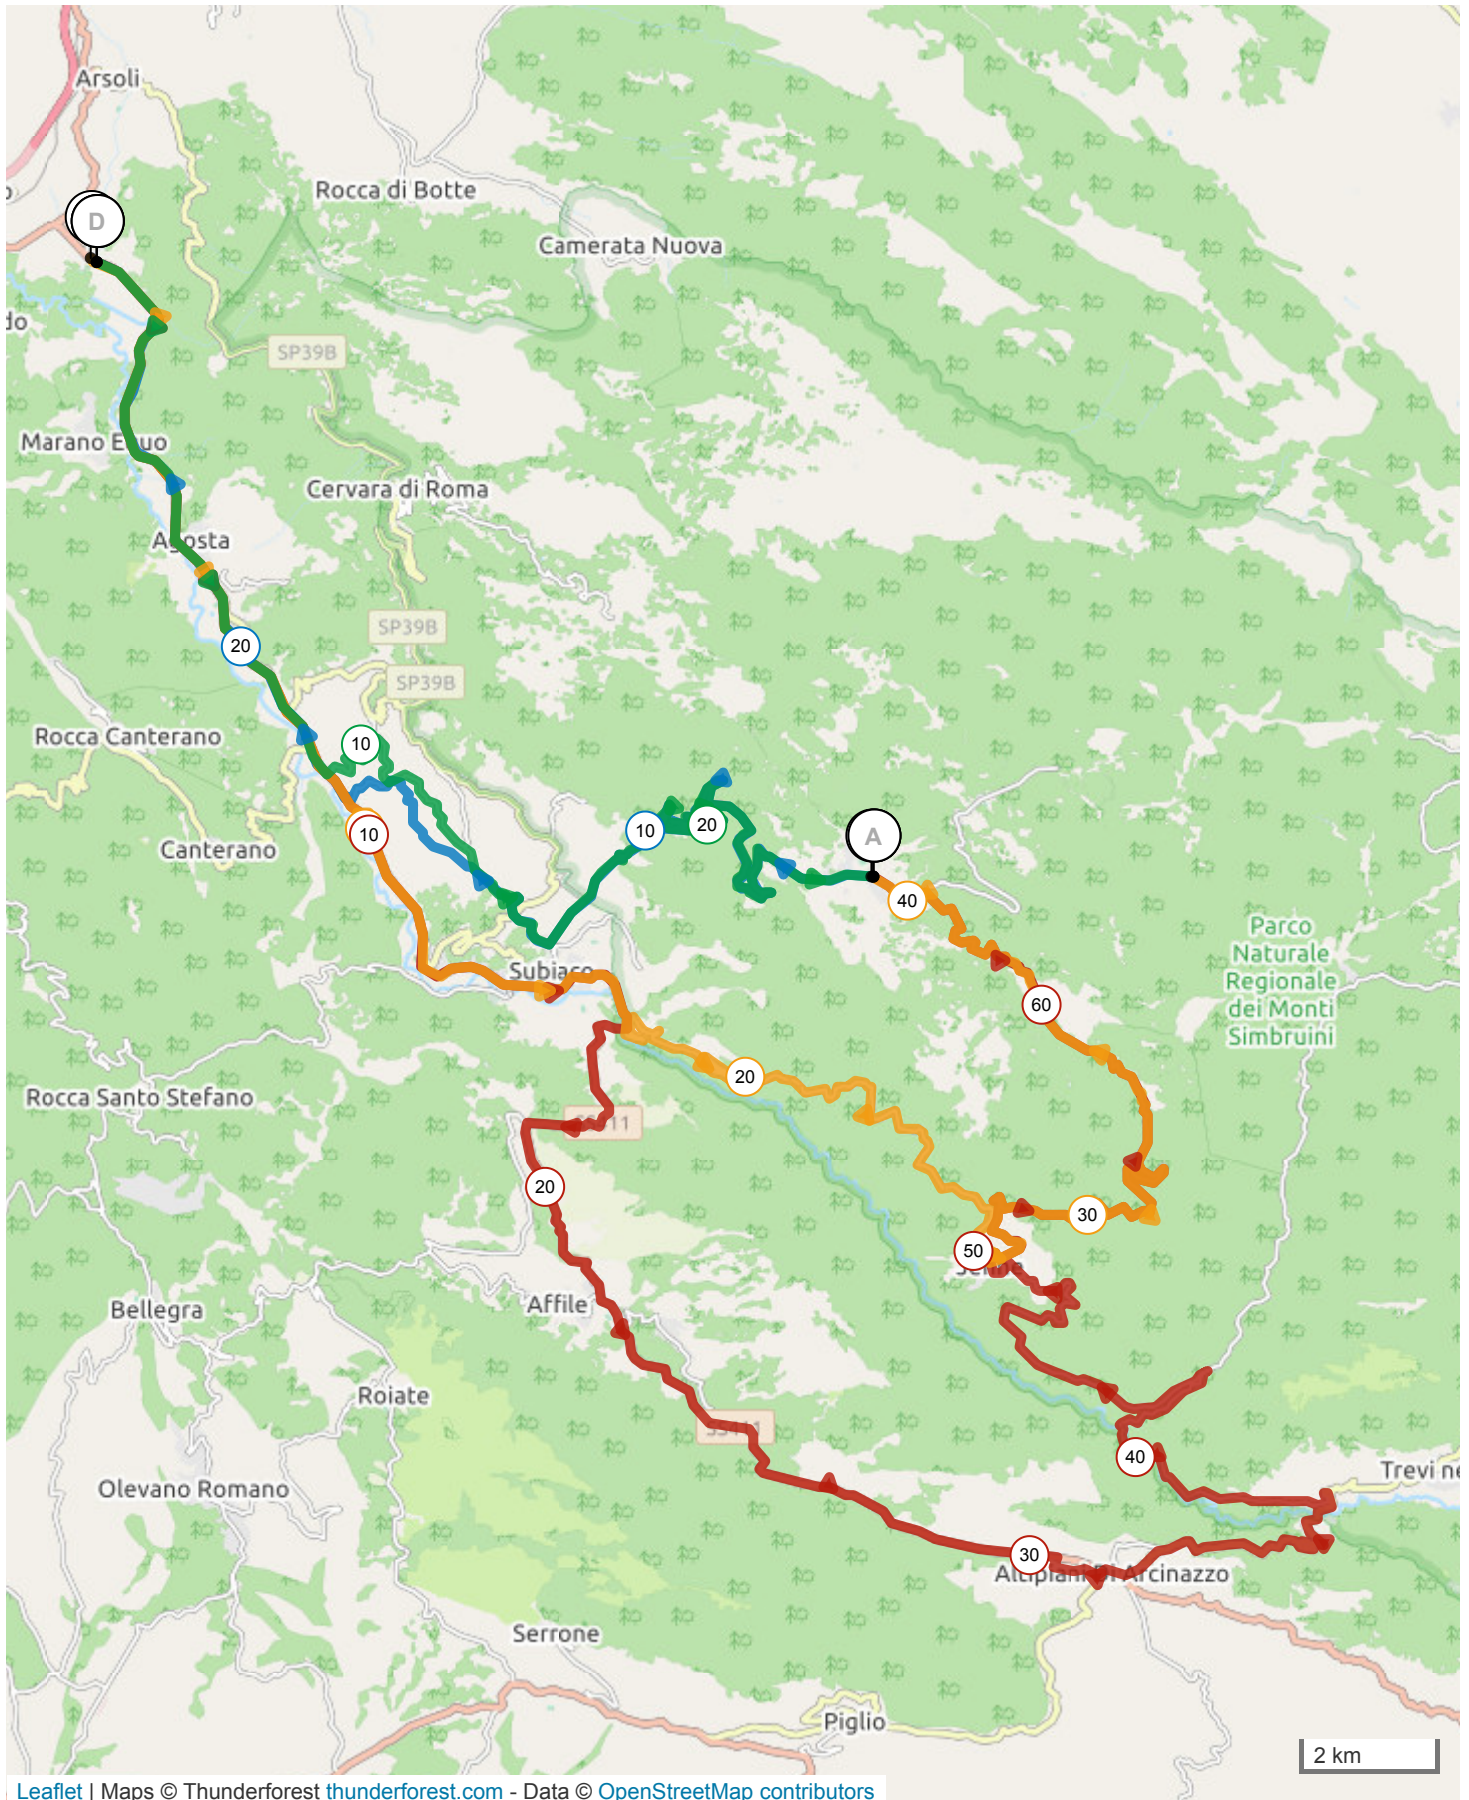 Arsoli
Rocca di Botte
D
Camerata Nuova
do
SP39B
Marano Equo
Cervara di Roma
Agosta
SP39B
20
SP39B
Rocca Canterano
10
10
20
A
10
Canterano
40
Parco
Naturale
Regionale
dei Monti
Simbruini
Subiaco
60
20
Rocca Santo Stefano
20
30
50
Affile
Bellegra
Roiate
SS411
40
Trevi ne
Olevano Romano
30
Altipiani Di Arcinazzo
Serrone
Piglio
2 km
Leaflet | Maps © Thunderforest thunderforest.com - Data © OpenStreetMap contributors